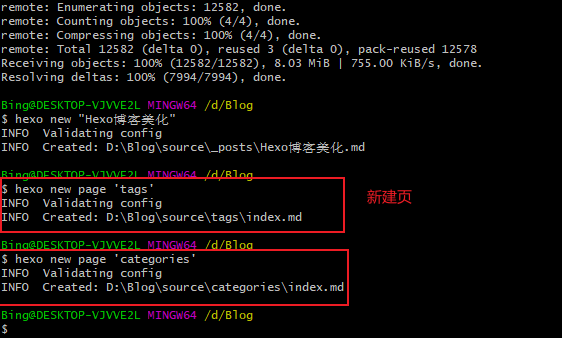 remote: Enumerating objects: 12582, done.
remote: Counting objects: 100% (4/4), done.
remote: Compressing objects: 100% (4/4), done.
remote: Total 12582 (delta 0), reused 3 (delta 0), pack-reused 12578
Receiving objects: 100% (12582/12582), 8.03 MiB | 755.00 KiB/s, done.
Resolving deltas: 100% (7994/7994), done.
Bing@DESKTOP-VJVVE2L MINGW64 /d/Blog
$ hexo new "Hexo博客美化"
INFO  Validating config
INFO  Created: D:\Blog\source\_posts\Hexo博客美化.md
Bing@DESKTOP-VJVVE2L MINGW64 /d/Blog
$ hexo new page 'tags'
新建页
INFO  Validating config
INFO  Created: D:\Blog\source\tags\index.md
Bing@DESKTOP-VJVVE2L MINGW64 /d/Blog
$ hexo new page 'categories'
INFO  Validating config
INFO  Created: D:\Blog\source\categories\index.md
Bing@DESKTOP-VJVVE2L MINGW64 /d/Blog
$